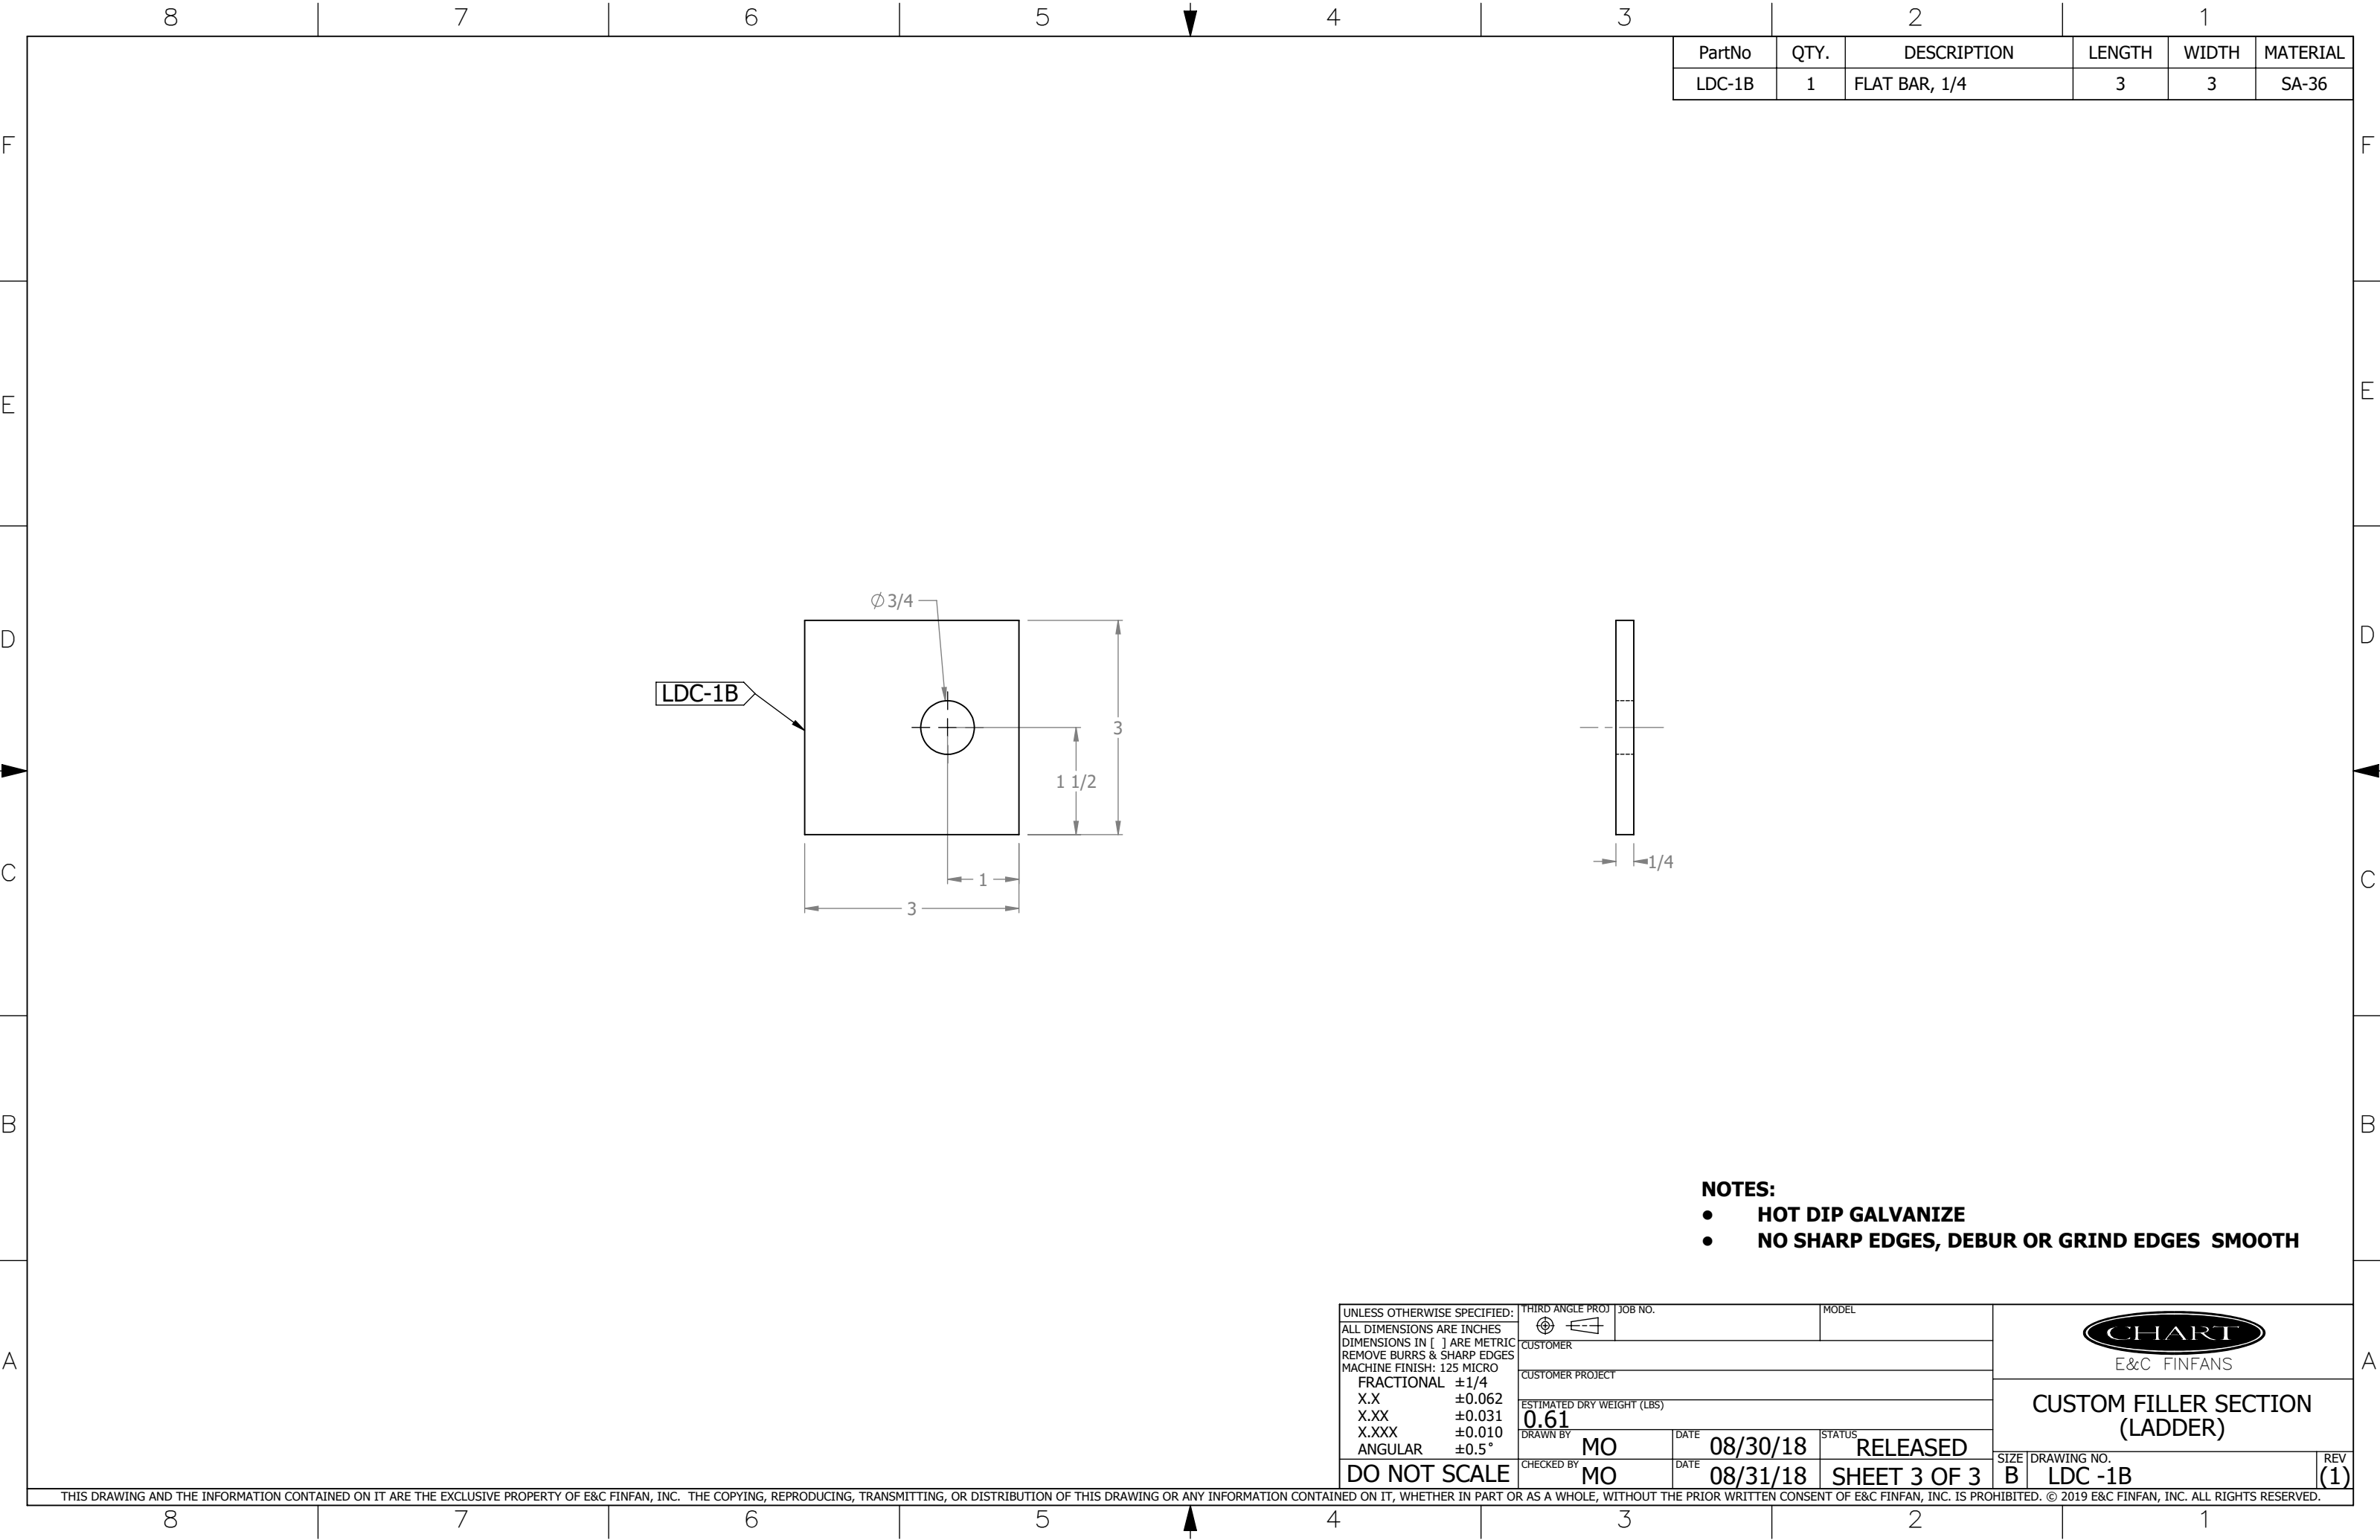 8 7 6 5 4 3 2 1
PartNo QTY. DESCRIPTION LENGTH WIDTH MATERIAL
LDC-1B 1 FLAT BAR, 1/4 3 3 SA-36
F F
E E
D D
C C
B B
A A
Ø3/4
LDC-1B
3
1 1/2
1
3
1/4
NOTES:
● HOT DIP GALVANIZE
● NO SHARP EDGES, DEBUR OR GRIND EDGES SMOOTH
UNLESS OTHERWISE SPECIFIED:
ALL DIMENSIONS ARE INCHES
DIMENSIONS IN [ ] ARE METRIC
REMOVE BURRS & SHARP EDGES
MACHINE FINISH: 125 MICRO
FRACTIONAL ±1/4
X.X ±0.062
X.XX ±0.031
X.XXX ±0.010
ANGULAR ±0.5°
DO NOT SCALE
THIRD ANGLE PROJ
JOB NO.
MODEL
CUSTOMER
CUSTOMER PROJECT
ESTIMATED DRY WEIGHT (LBS)
0.61
DRAWN BY MO
DATE 08/30/18
STATUS RELEASED
CHECKED BY MO
DATE 08/31/18
SHEET 3 OF 3
CHART
E&C FINFANS
CUSTOM FILLER SECTION
(LADDER)
SIZE B
DRAWING NO. LDC -1B
REV (1)
THIS DRAWING AND THE INFORMATION CONTAINED ON IT ARE THE EXCLUSIVE PROPERTY OF E&C FINFAN, INC. THE COPYING, REPRODUCING, TRANSMITTING, OR DISTRIBUTION OF THIS DRAWING OR ANY INFORMATION CONTAINED ON IT, WHETHER IN PART OR AS A WHOLE, WITHOUT THE PRIOR WRITTEN CONSENT OF E&C FINFAN, INC. IS PROHIBITED. © 2019 E&C FINFAN, INC. ALL RIGHTS RESERVED.
8 7 6 5 4 3 2 1